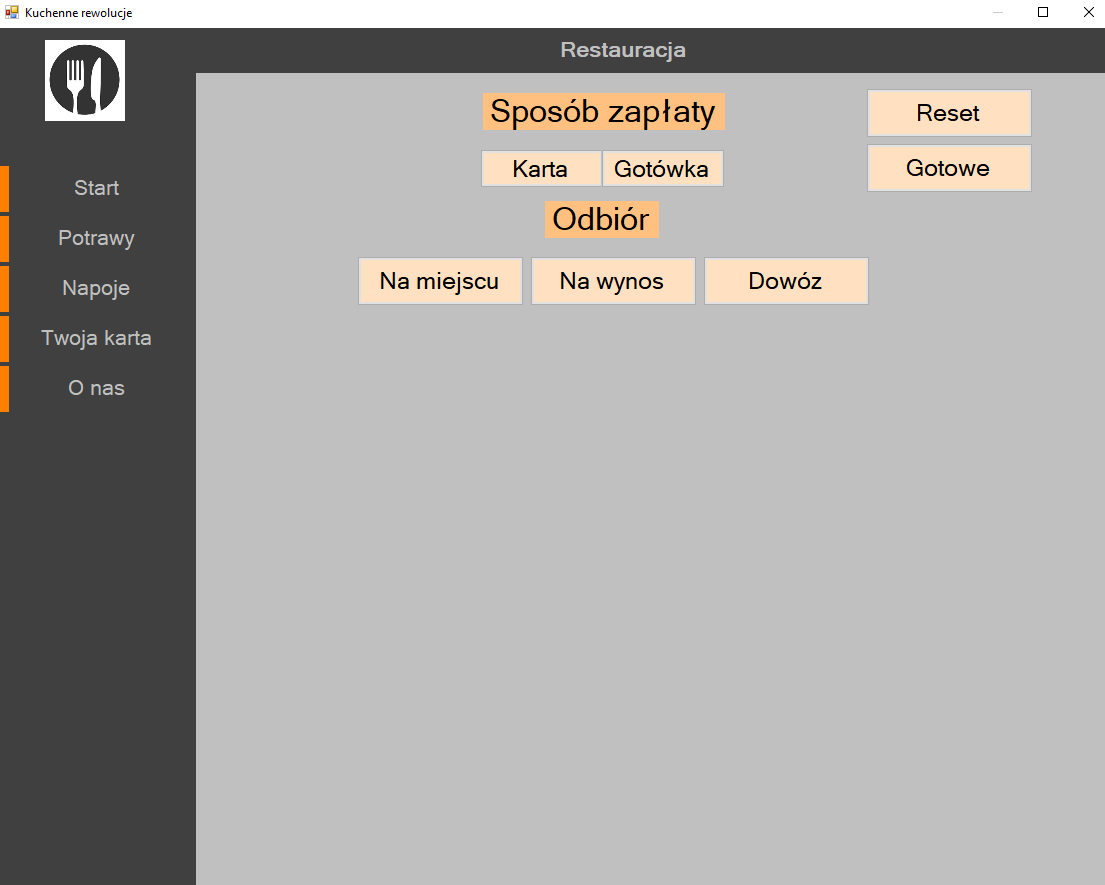 Kuchenne rewolucje
Restauracja
Start
Potrawy
Napoje
Twoja karta
O nas
Sposób zapłaty
Karta
Gotówka
Odbiór
Na miejscu
Na wynos
Dowóz
Reset
Gotowe